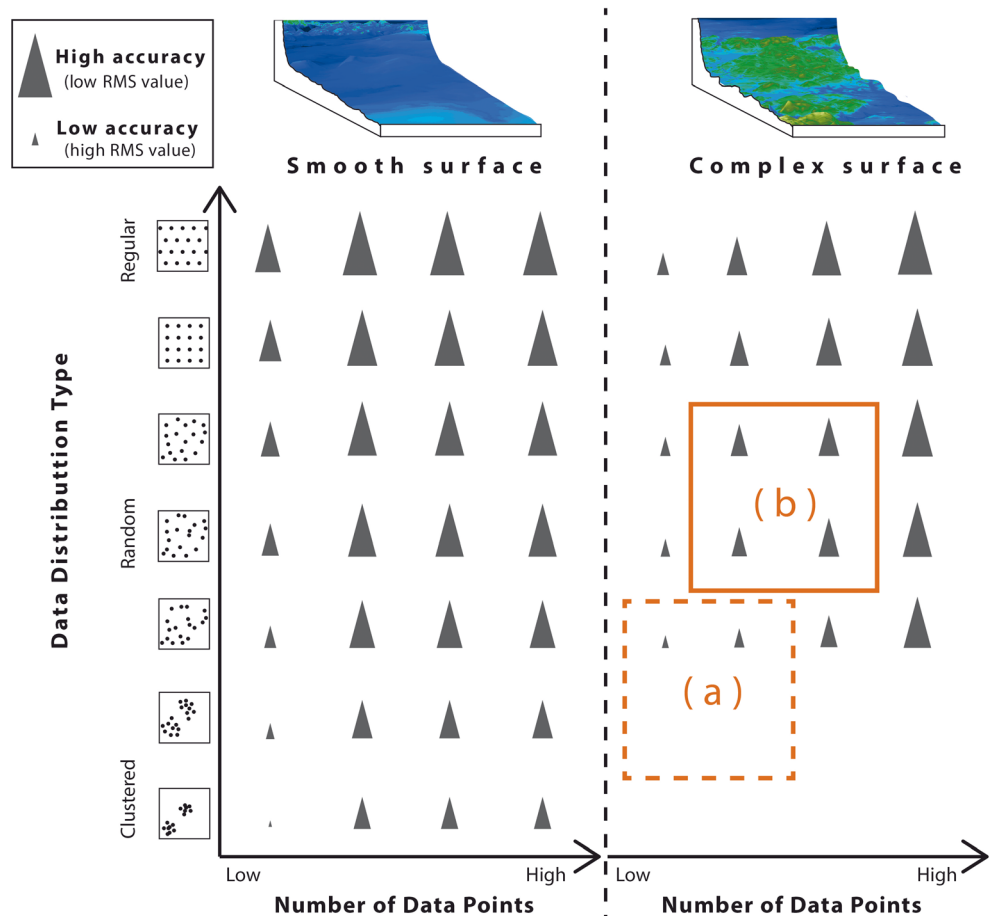 High accuracy
(low RMS value)
Low accuracy
(high RMS value)
Smooth surface
Complex surface
Regular
Random
Clustered
Data Distribution Type
(b)
(a)
Low
High
Low
High
Number of Data Points
Number of Data Points